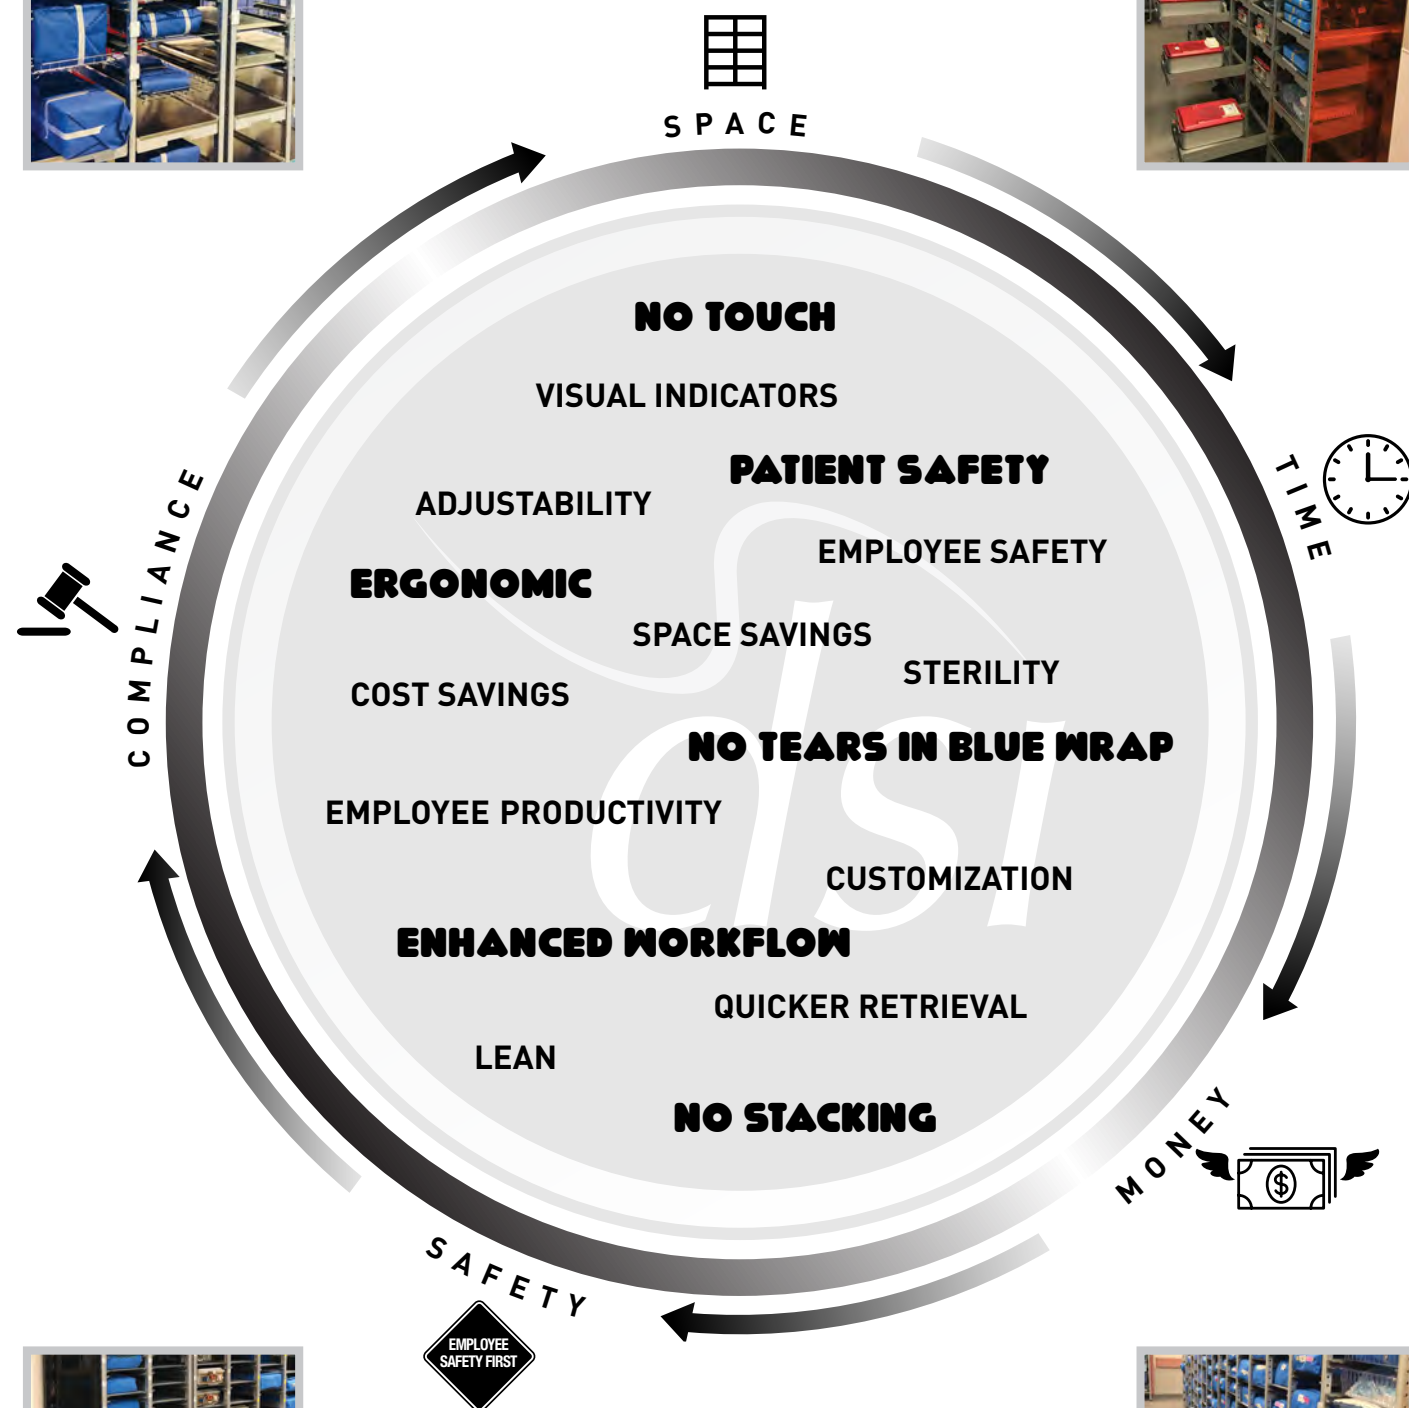 SPACE
NO TOUCH
VISUAL INDICATORS
PATIENT SAFETY
ADJUSTABILITY
TIME
EMPLOYEE SAFETY
ERGONOMIC
COMPLIANCE
SPACE SAVINGS
STERILITY
COST SAVINGS
dsi
NO TEARS IN BLUE WRAP
EMPLOYEE PRODUCTIVITY
CUSTOMIZATION
ENHANCED WORKFLOW
QUICKER RETRIEVAL
LEAN
NO STACKING
MONEY
$
SAFETY
EMPLOYEE
SAFETY FIRST